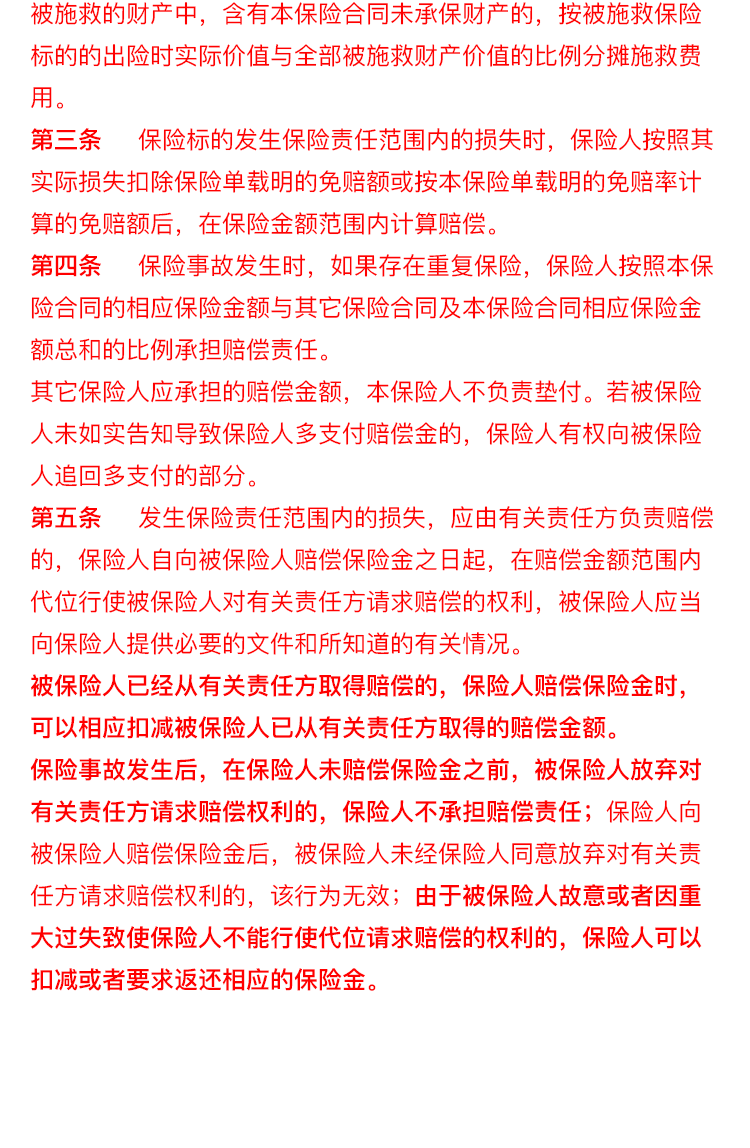 被施救的财产中，含有本保险合同未承保财产的，按被施救保险
标的的出险时实际价值与全部被施救财产价值的比例分摊施救费
用。
第三条 保险标的发生保险责任范围内的损失时，保险人按照其
实际损失扣除保险单载明的免赔额或按本保险单载明的免赔率计
算的免赔额后，在保险金额范围内计算赔偿。
第四条 保险事故发生时，如果存在重复保险，保险人按照本保
险合同的相应保险金额与其它保险合同及本保险合同相应保险金
额总和的比例承担赔偿责任。
其它保险人应承担的赔偿金额，本保险人不负责垫付。若被保险
人未如实告知导致保险人多支付赔偿金的，保险人有权向被保险
人追回多支付的部分。
第五条 发生保险责任范围内的损失，应由有关责任方负责赔偿
的，保险人自向被保险人赔偿保险金之日起，在赔偿金额范围内
代位行使被保险人对有关责任方请求赔偿的权利，被保险人应当
向保险人提供必要的文件和所知道的有关情况。
被保险人已经从有关责任方取得赔偿的，保险人赔偿保险金时，
可以相应扣减被保险人已从有关责任方取得的赔偿金额。
保险事故发生后，在保险人未赔偿保险金之前，被保险人放弃对
有关责任方请求赔偿权利的，保险人不承担赔偿责任；保险人向
被保险人赔偿保险金后，被保险人未经保险人同意放弃对有关责
任方请求赔偿权利的，该行为无效；由于被保险人故意或者因重
大过失致使保险人不能行使代位请求赔偿的权利的，保险人可以
扣减或者要求返还相应的保险金。